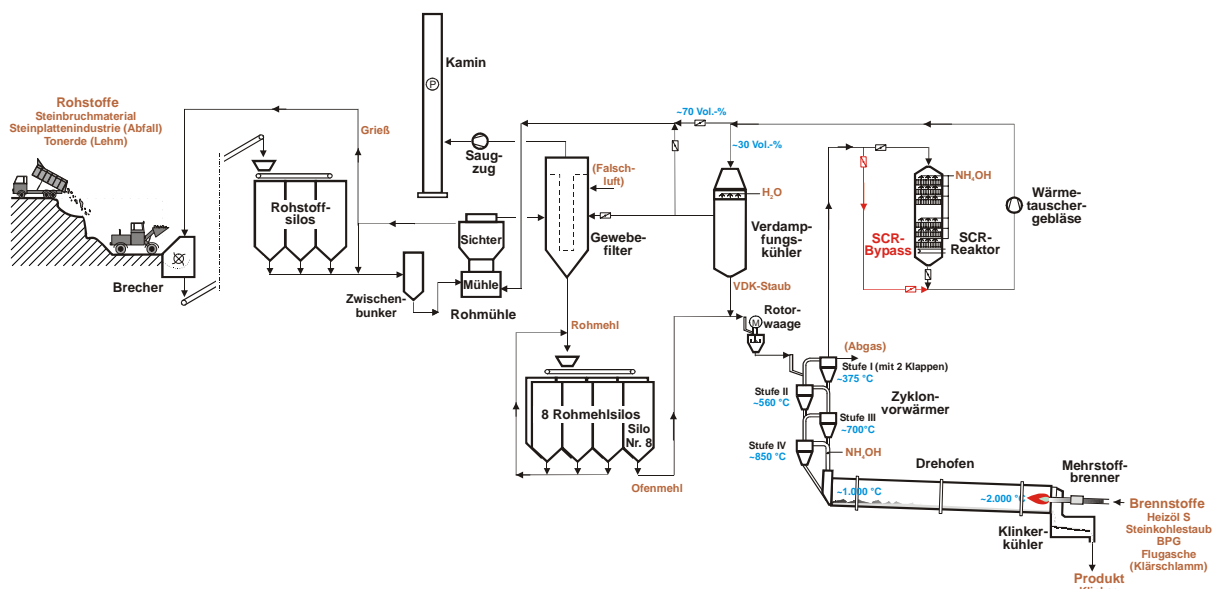 Kamin
P
Rohstoffe
Steinbruchmaterial
Steinplattenindustrie (Abfall)
Tonerde (Lehm)
Grieß
Saug-
zug
~70 Vol.-%
~30 Vol.-%
(Falsch-
luft)
H2O
NH4OH
Wärme-
tauscher-
gebläse
Rohstoff-
silos
Sichter
Mühle
Rohmühle
Gewebe-
filter
Verdamp-
fungs-
kühler
SCR-
Bypass
SCR-
Reaktor
Brecher
Zwischen-
bunker
VDK-Staub
Rotor-
waage
M
Rohmehl
(Abgas)
Stufe I (mit 2 Klappen)
~375 °C
Stufe II
~560 °C
Zyklon-
vorwärmer
Stufe III
~700°C
Stufe IV
~850 °C
NH4OH
8 Rohmehlsilos
Silo
Nr. 8
Ofenmehl
Drehofen
Mehrstoff-
brenner
~1.000 °C
~2.000 °C
Brennstoffe
Heizöl S
Steinkohlestaub
BPG
Flugasche
(Klärschlamm)
Klinker-
kühler
Produkt